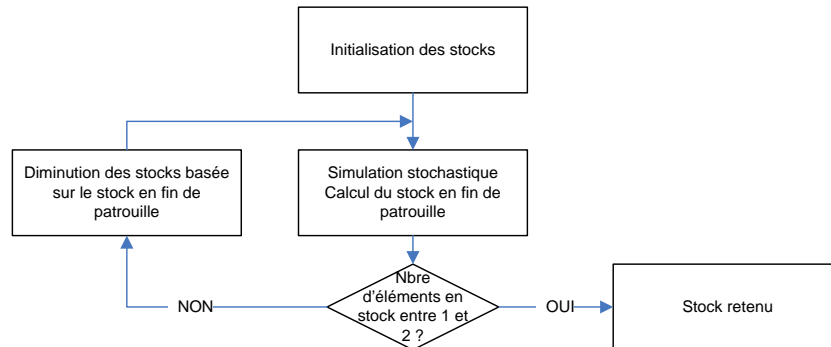 Initialisation des stocks
Diminution des stocks basée
sur le stock en fin de
patrouille
Simulation stochastique
Calcul du stock en fin de
patrouille
Nbre
d'éléments en
stock entre 1 et
2 ?
NON
OUI
Stock retenu